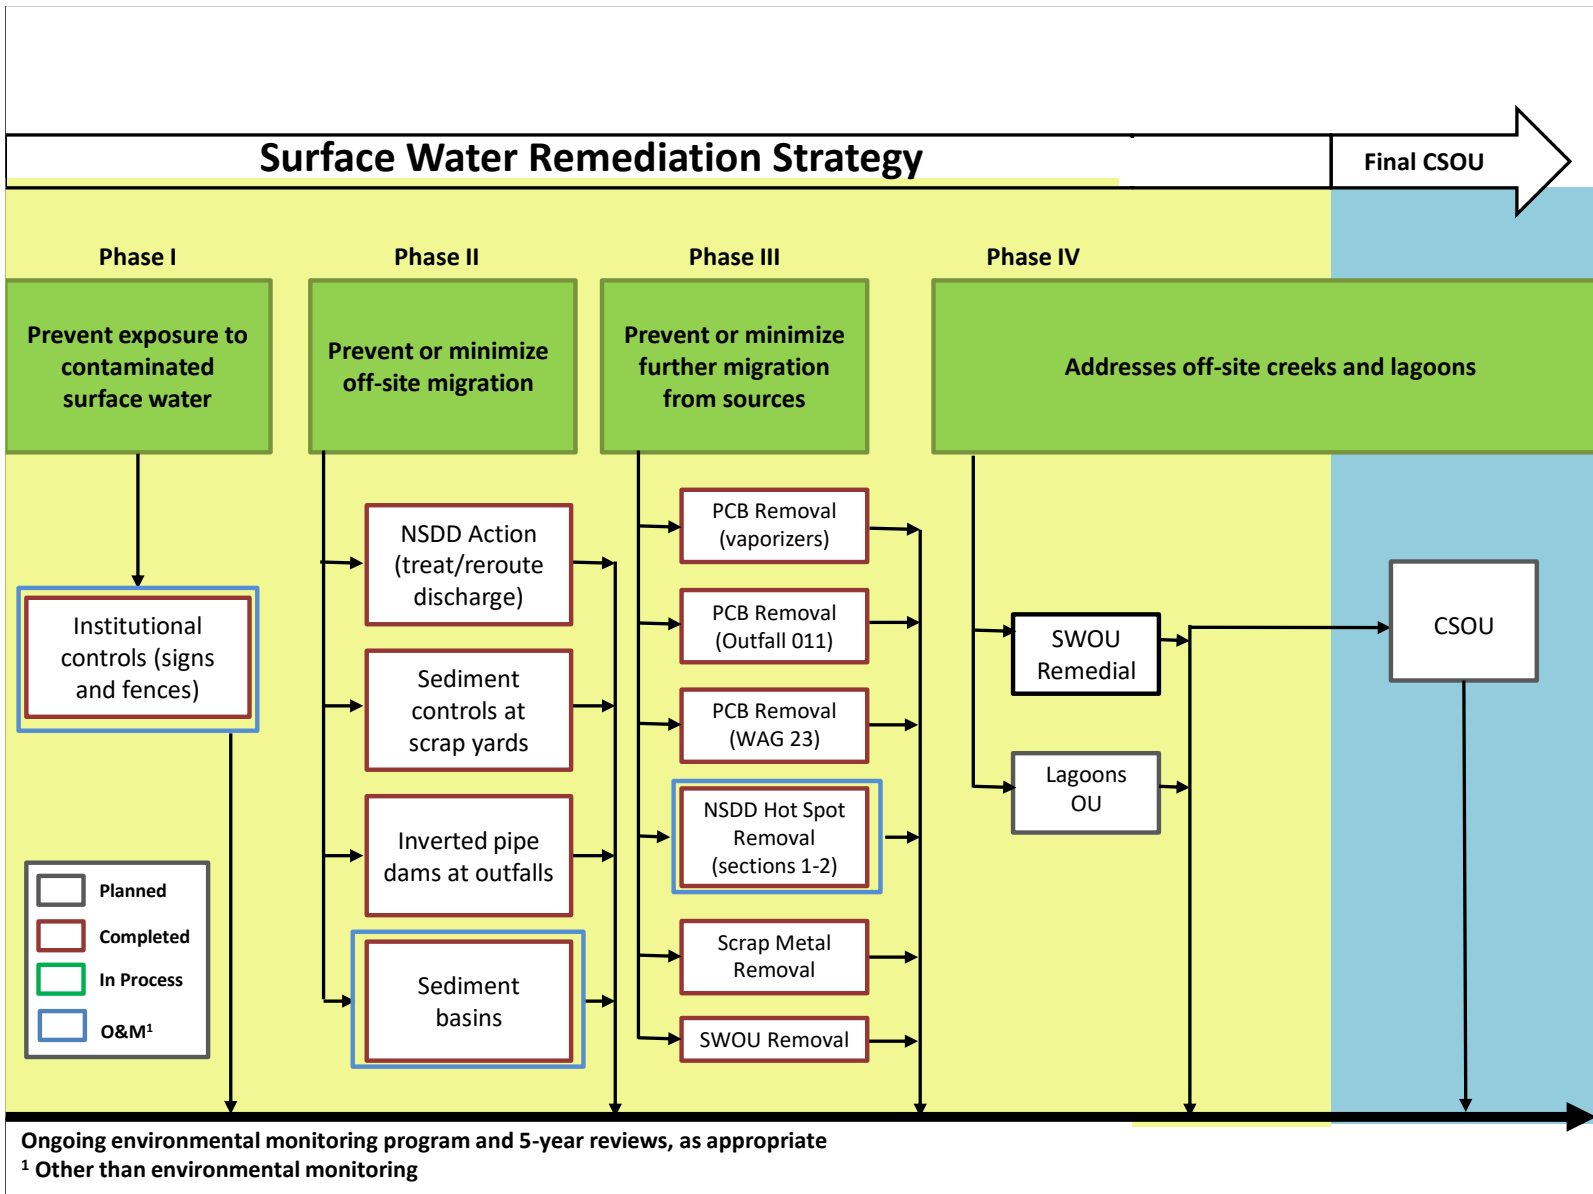 Surface Water Remediation Strategy
Final CSOU
Phase I
Phase II
Phase III
Phase IV
Prevent exposure to
contaminated
surface water
Prevent or minimize
off-site migration
Prevent or minimize
further migration
from sources
Addresses off-site creeks and lagoons
Institutional
controls (signs
and fences)
NSDD Action
(treat/reroute
discharge)
Sediment
controls at
scrap yards
Inverted pipe
dams at outfalls
Sediment
basins
PCB Removal
(vaporizers)
PCB Removal
(Outfall 011)
PCB Removal
(WAG 23)
NSDD Hot Spot
Removal
(sections 1-2)
Scrap Metal
Removal
SWOU Removal
SWOU
Remedial
Lagoons
OU
CSOU
Planned
Completed
In Process
O&M¹
Ongoing environmental monitoring program and 5-year reviews, as appropriate
¹ Other than environmental monitoring